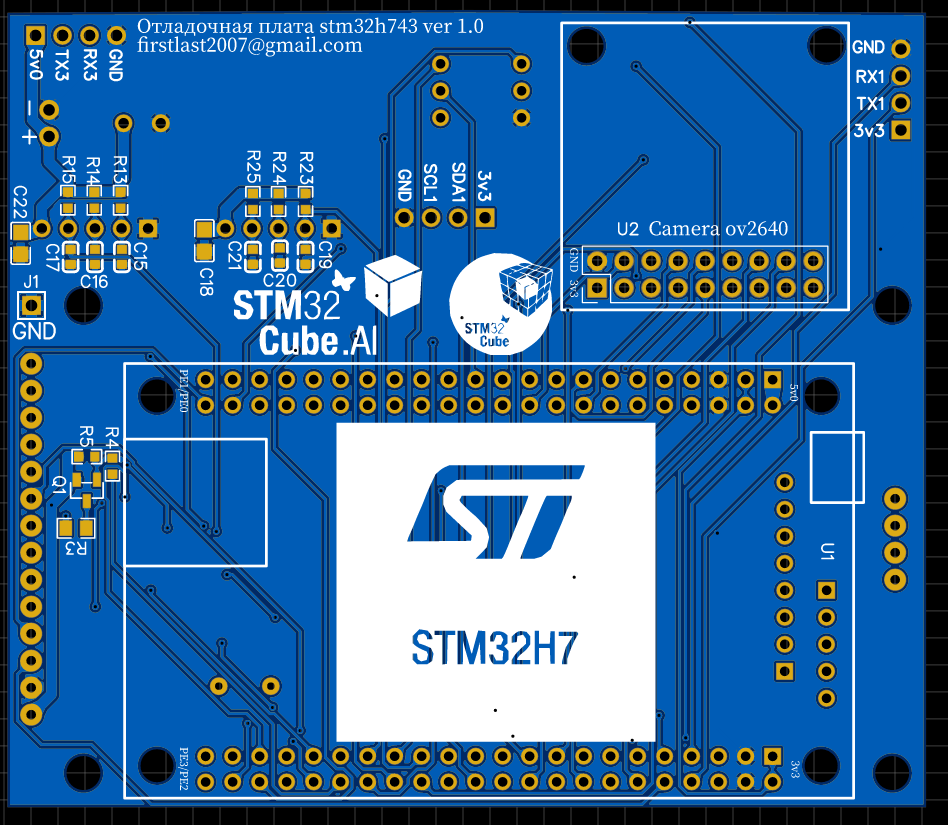 Отладочная плата stm32h743 ver 1.0
firstlast2007@gmail.com
5v0
TX3
RX3
GND
−
+
GND
RX1
TX1
3v3
R15
R14
R13
C22
C17
C16
C15
R25
R24
R23
C21
C20
C19
C18
GND
SCL1
SDA1
3v3
U2 Camera ov2640
GND
3v3
J1
GND
STM32
Cube.AI
STM32
Cube
PE1/PE0
5v0
R5
R4
Q1
R3
U1
STM32H7
PE3/PE2
3v3